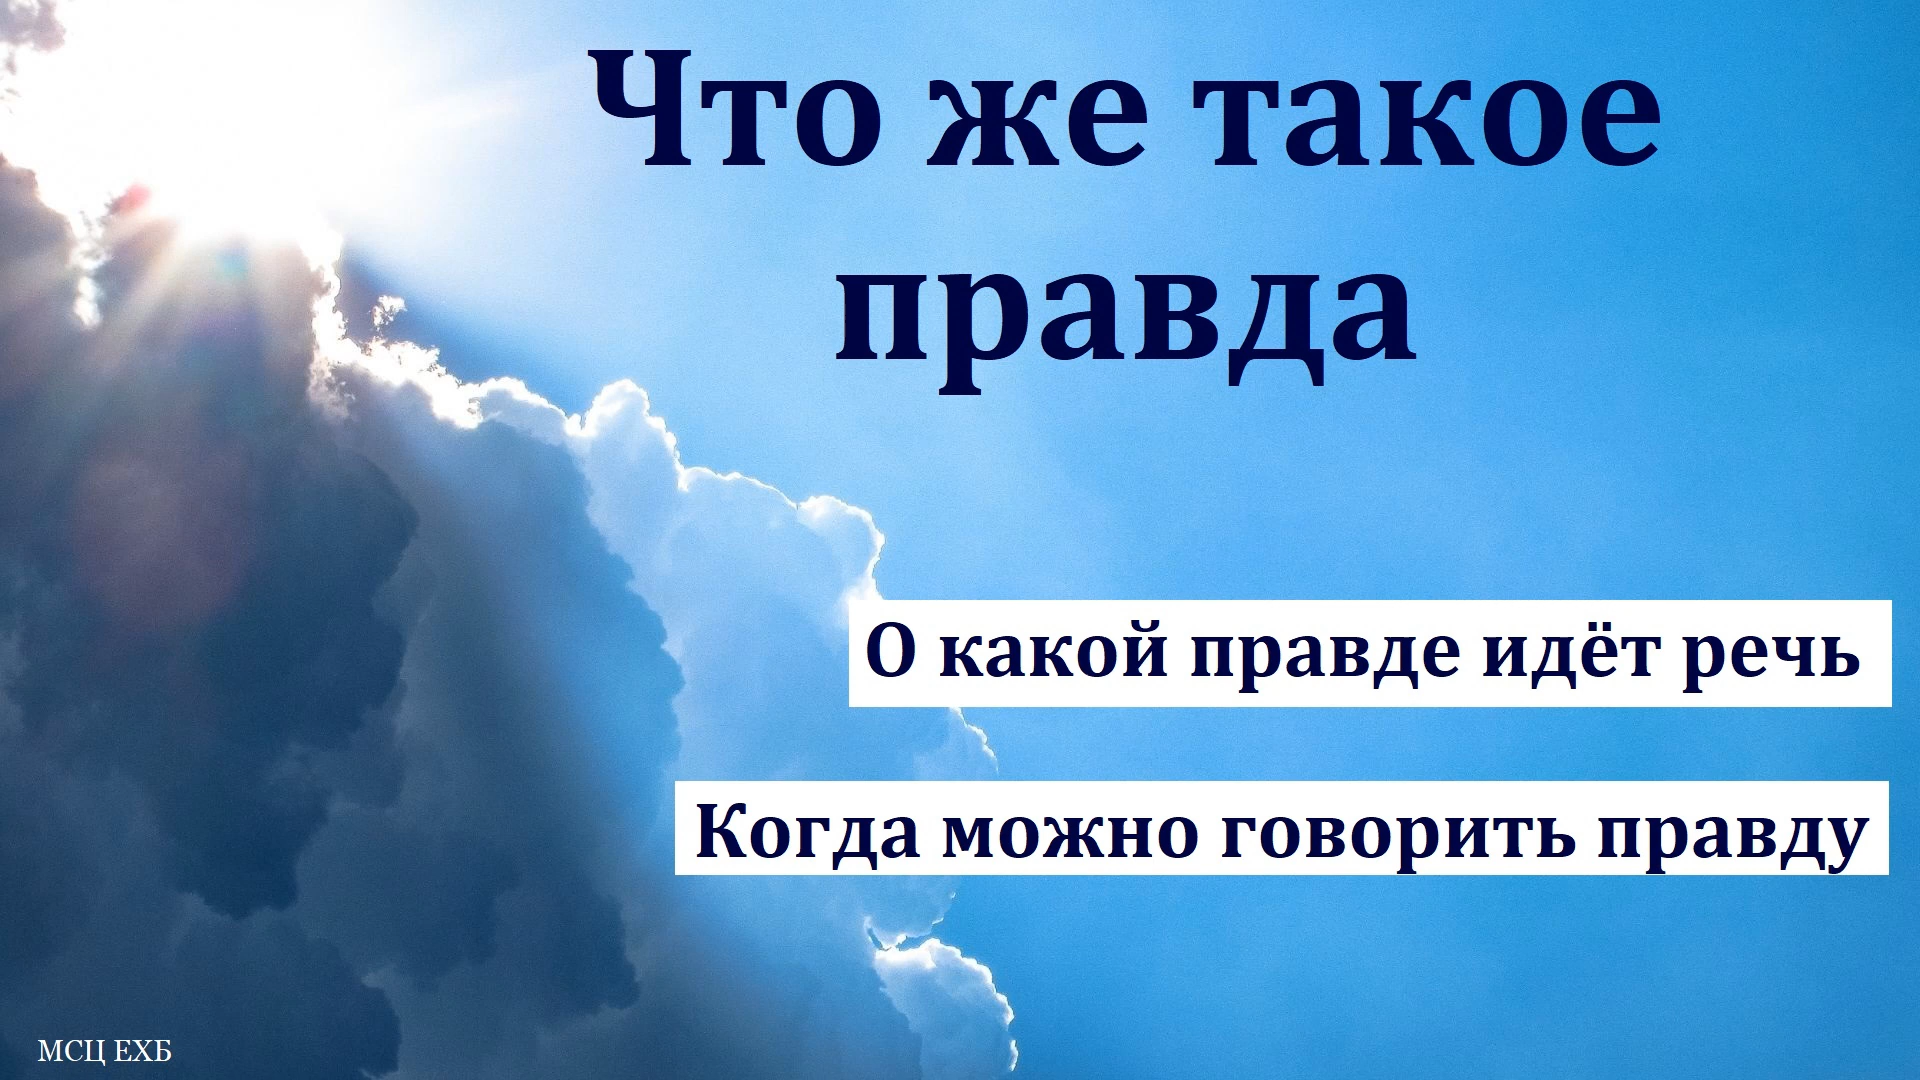 Что же такое
правда
О какой правде идёт речь
Когда можно говорить правду
МСЦ ЕХБ